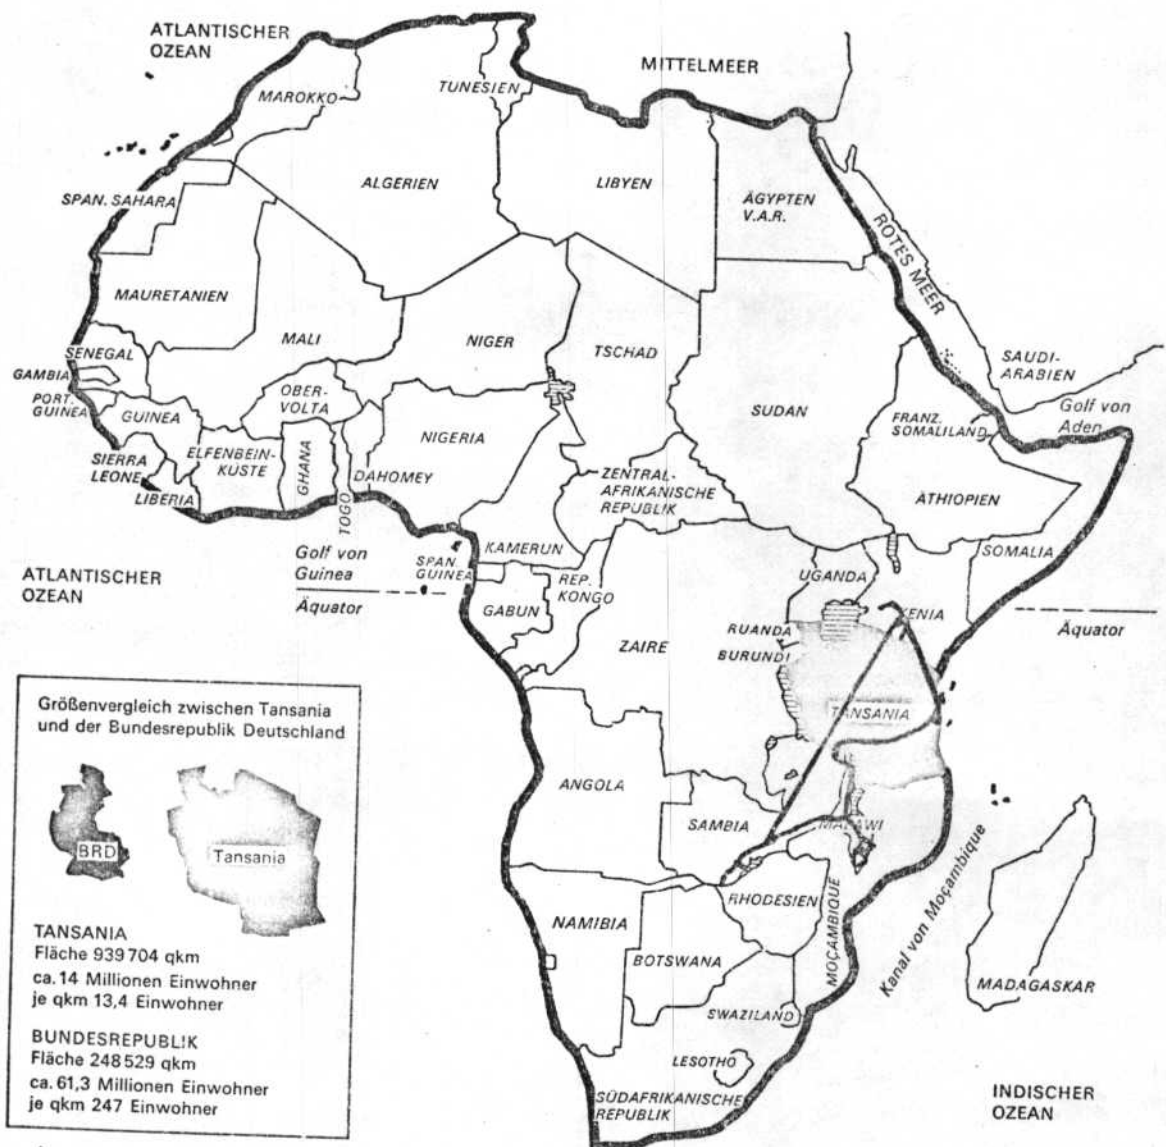 ATLANTISCHER
OZEAN
MITTELMEER
MAROKKO
TUNESIEN
ALGERIEN
LIBYEN
ÄGYPTEN
V.A.R.
SPAN. SAHARA
ROTES MEER
MAURETANIEN
MALI
NIGER
TSCHAD
SUDAN
SAUDI-
ARABIEN
SENEGAL
GAMBIA
PORT.
GUINEA
GUINEA
OBER-
VOLTA
NIGERIA
FRANZ.
SOMALILAND
Golf von
Aden
SIERRA
LEONE
ELFENBEIN-
KÜSTE
GHANA
TOGO
DAHOMEY
LIBERIA
ZENTRAL-
AFRIKANISCHE
REPUBLIK
ÄTHIOPIEN
KAMERUN
SOMALIA
Golf von
Guinea
Äquator
SPAN.
GUINEA
ATLANTISCHER
OZEAN
GABUN
REP.
KONGO
UGANDA
KENIA
Äquator
ZAIRE
RUANDA
BURUNDI
TANSANIA
ANGOLA
SAMBIA
MALAWI
RHODESIEN
MOÇAMBIQUE
Kanal von Moçambique
NAMIBIA
BOTSWANA
MADAGASKAR
SWAZILAND
LESOTHO
SÜDAFRIKANISCHE
REPUBLIK
INDISCHER
OZEAN
Größenvergleich zwischen Tansania
und der Bundesrepublik Deutschland
BRD
Tansania
TANSANIA
Fläche 939704 qkm
ca. 14 Millionen Einwohner
je qkm 13,4 Einwohner
BUNDESREPUBLIK
Fläche 248529 qkm
ca. 61,3 Millionen Einwohner
je qkm 247 Einwohner